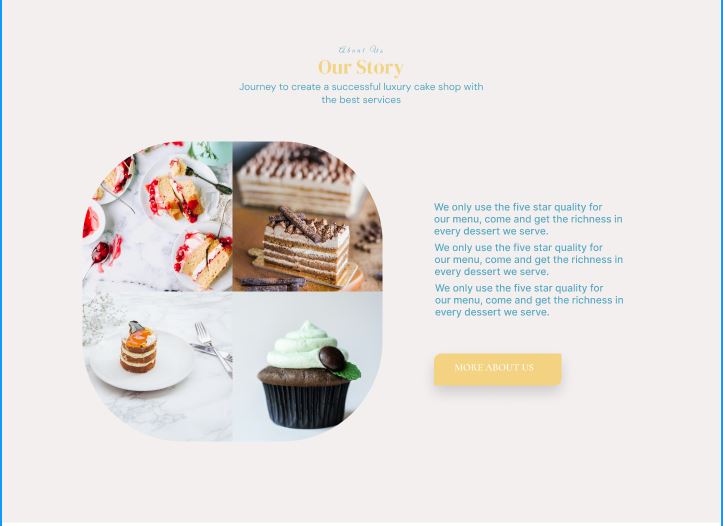 About Us
Our Story
Journey to create a successful luxury cake shop with
the best services
We only use the five star quality for
our menu, come and get the richness in
every dessert we serve.
We only use the five star quality for
our menu, come and get the richness in
every dessert we serve.
We only use the five star quality for
our menu, come and get the richness in
every dessert we serve.
MORE ABOUT US